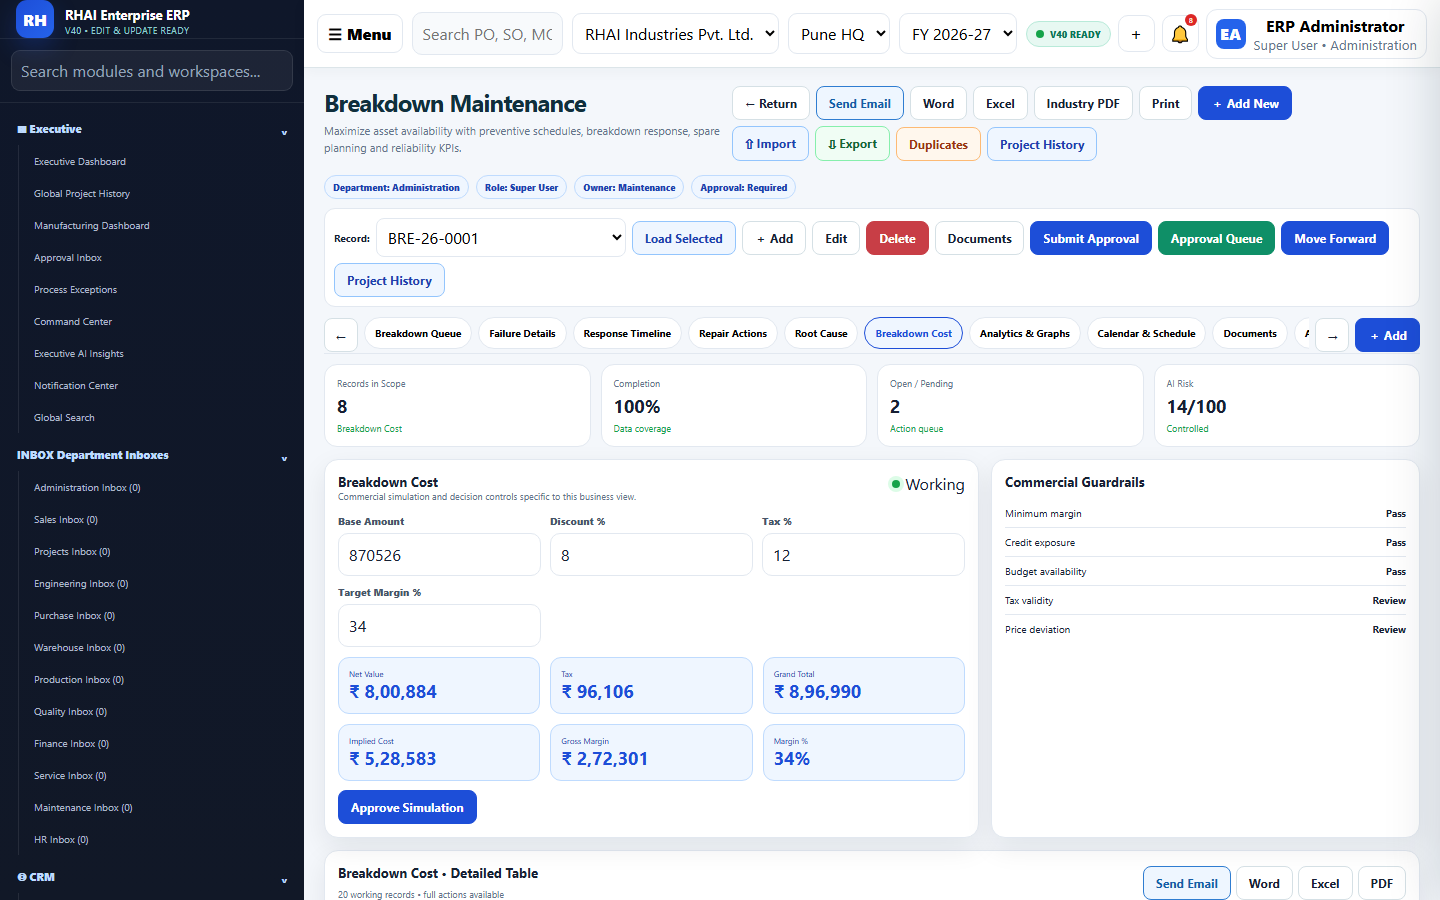 RH
RHAI Enterprise ERP
V40 • EDIT & UPDATE READY
Search modules and workspaces...
Executive
Executive Dashboard
Global Project History
Manufacturing Dashboard
Approval Inbox
Process Exceptions
Command Center
Executive AI Insights
Notification Center
Global Search
INBOX Department Inboxes
Administration Inbox (0)
Sales Inbox (0)
Projects Inbox (0)
Engineering Inbox (0)
Purchase Inbox (0)
Warehouse Inbox (0)
Production Inbox (0)
Quality Inbox (0)
Finance Inbox (0)
Service Inbox (0)
Maintenance Inbox (0)
HR Inbox (0)
CRM
☰ Menu
Search PO, SO, MO
RHAI Industries Pvt. Ltd.
Pune HQ
FY 2026-27
V40 READY
+
8
EA
ERP Administrator
Super User • Administration
Breakdown Maintenance
Maximize asset availability with preventive schedules, breakdown response, spare
planning and reliability KPIs.
← Return
Send Email
Word
Excel
Industry PDF
Print
+ Add New
⇧ Import
⇩ Export
Duplicates
Project History
Department: Administration
Role: Super User
Owner: Maintenance
Approval: Required
Record:
BRE-26-0001
Load Selected
+ Add
Edit
Delete
Documents
Submit Approval
Approval Queue
Move Forward
Project History
←
Breakdown Queue
Failure Details
Response Timeline
Repair Actions
Root Cause
Breakdown Cost
Analytics & Graphs
Calendar & Schedule
Documents
→
+ Add
Records in Scope
8
Breakdown Cost
Completion
100%
Data coverage
Open / Pending
2
Action queue
AI Risk
14/100
Controlled
Breakdown Cost
Commercial simulation and decision controls specific to this business view.
Working
Base Amount
870526
Discount %
8
Tax %
12
Target Margin %
34
Net Value
₹ 8,00,884
Tax
₹ 96,106
Grand Total
₹ 8,96,990
Implied Cost
₹ 5,28,583
Gross Margin
₹ 2,72,301
Margin %
34%
Approve Simulation
Commercial Guardrails
Minimum margin Pass
Credit exposure Pass
Budget availability Pass
Tax validity Review
Price deviation Review
Breakdown Cost • Detailed Table
20 working records • full actions available
Send Email
Word
Excel
PDF